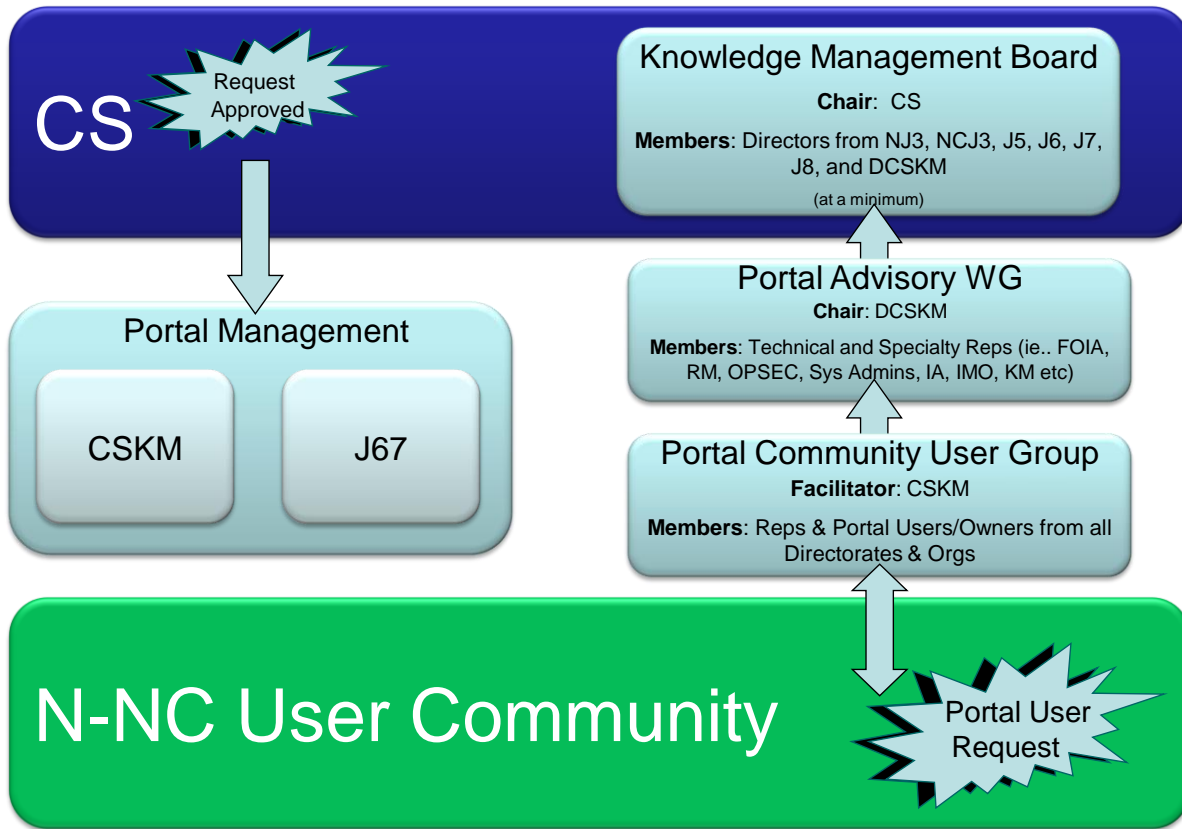 CS
Request
Approved
Knowledge Management Board
Chair: CS
Members: Directors from NJ3, NCJ3, J5, J6, J7,
J8, and DCSKM
(at a minimum)
Portal Advisory WG
Chair: DCSKM
Members: Technical and Specialty Reps (ie.. FOIA,
RM, OPSEC, Sys Admins, IA, IMO, KM etc)
Portal Management
CSKM
J67
Portal Community User Group
Facilitator: CSKM
Members: Reps & Portal Users/Owners from all
Directorates & Orgs
N-NC User Community
Portal User
Request